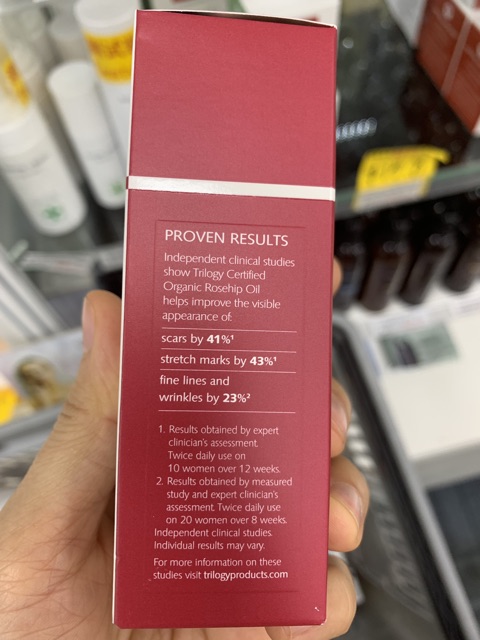 PROVEN RESULTS
Independent clinical studies
show Trilogy Certified
Organic Rosehip Oil
helps improve the visible
appearance of:
scars by 41%¹
stretch marks by 43%¹
fine lines and
wrinkles by 23%²
1. Results obtained by expert
clinician's assessment.
Twice daily use on
10 women over 12 weeks.
2. Results obtained by measured
study and expert clinician's
assessment. Twice daily use
on 20 women over 8 weeks.
Independent clinical studies.
Individual results may vary.
For more information on these
studies visit trilogyproducts.com